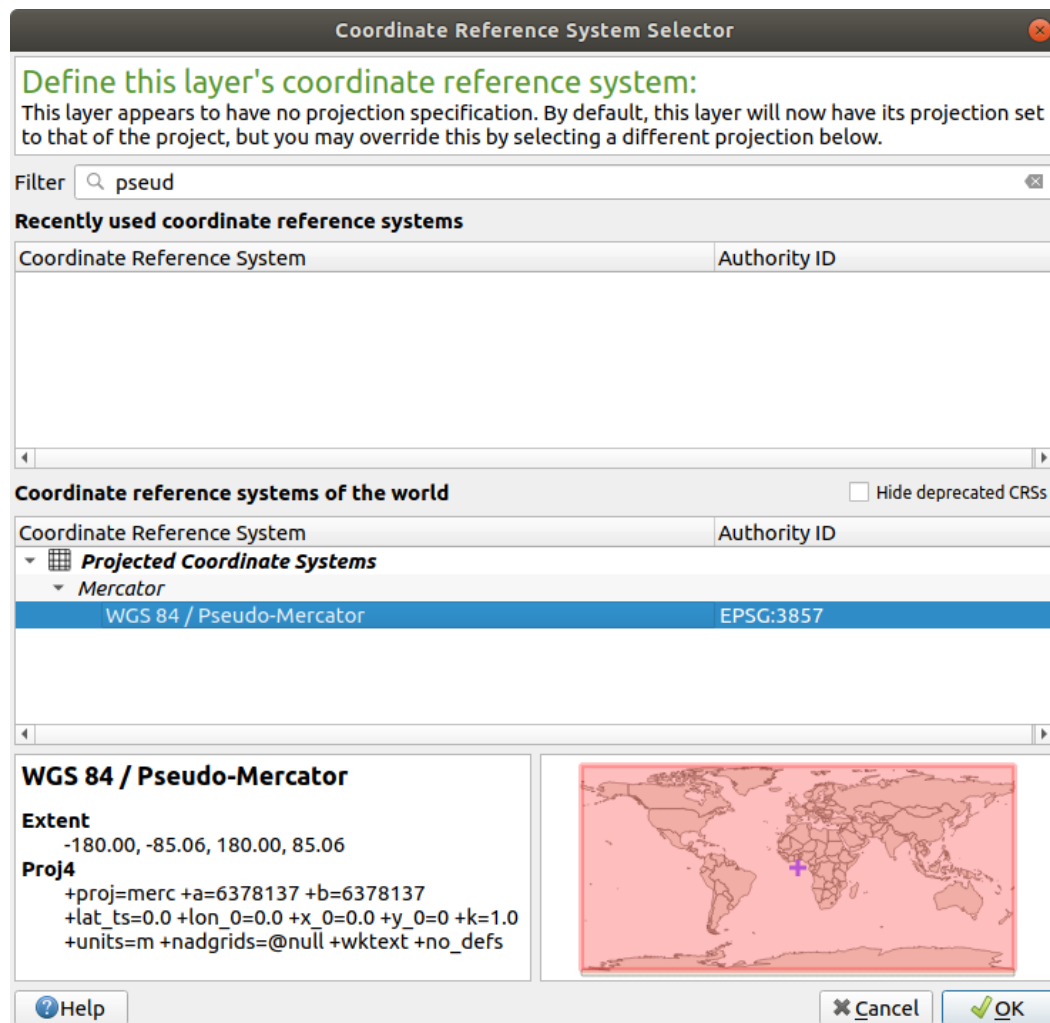 Coordinate Reference System Selector
Define this layer's coordinate reference system:
This layer appears to have no projection specification. By default, this layer will now have its projection set
to that of the project, but you may override this by selecting a different projection below.
Filter pseud
Recently used coordinate reference systems
Coordinate Reference System Authority ID
Coordinate reference systems of the world Hide deprecated CRSs
Coordinate Reference System Authority ID
Projected Coordinate Systems
Mercator
WGS 84 / Pseudo-Mercator EPSG:3857
WGS 84 / Pseudo-Mercator
Extent
-180.00, -85.06, 180.00, 85.06
Proj4
+proj=merc +a=6378137 +b=6378137
+lat_ts=0.0 +lon_0=0.0 +x_0=0.0 +y_0=0 +k=1.0
+units=m +nadgrids=@null +wktext +no_defs
Help Cancel OK